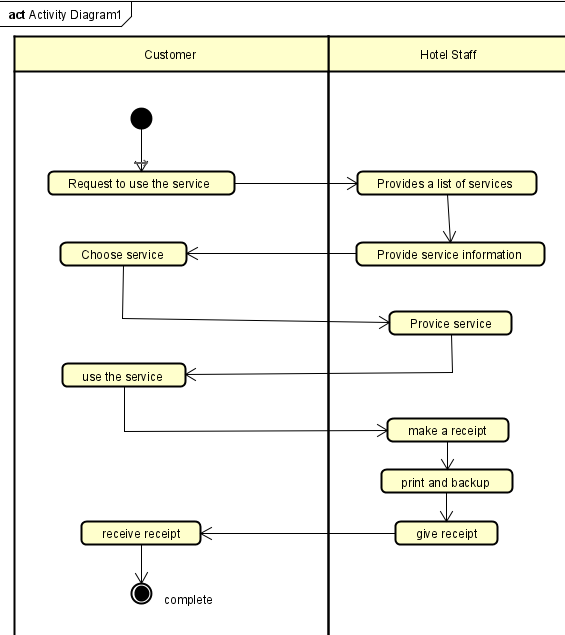 act Activity Diagram1
Customer
Hotel Staff
Request to use the service
Provides a list of services
Choose service
Provide service information
Provice service
use the service
make a receipt
print and backup
receive receipt
give receipt
complete